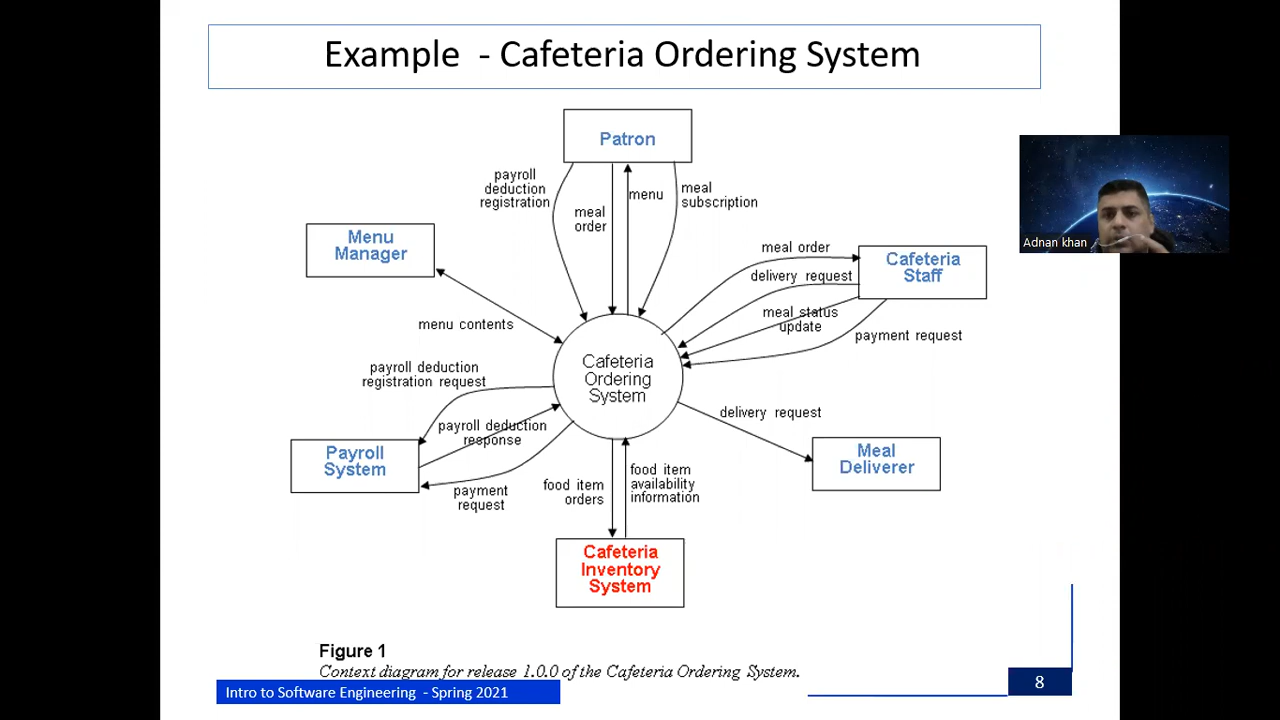 Example - Cafeteria Ordering System
Patron
payroll
deduction
registration
meal
order
menu
meal
subscription
Menu
Manager
menu contents
meal order
delivery request
meal status
update
payment request
Cafeteria
Staff
Adnan khan
Cafeteria
Ordering
System
payroll deduction
registration request
payroll deduction
response
payment
request
Payroll
System
delivery request
Meal
Deliverer
food item
orders
food item
availability
information
Cafeteria
Inventory
System
Figure 1
Context diagram for release 1.0.0 of the Cafeteria Ordering System.
Intro to Software Engineering - Spring 2021
8